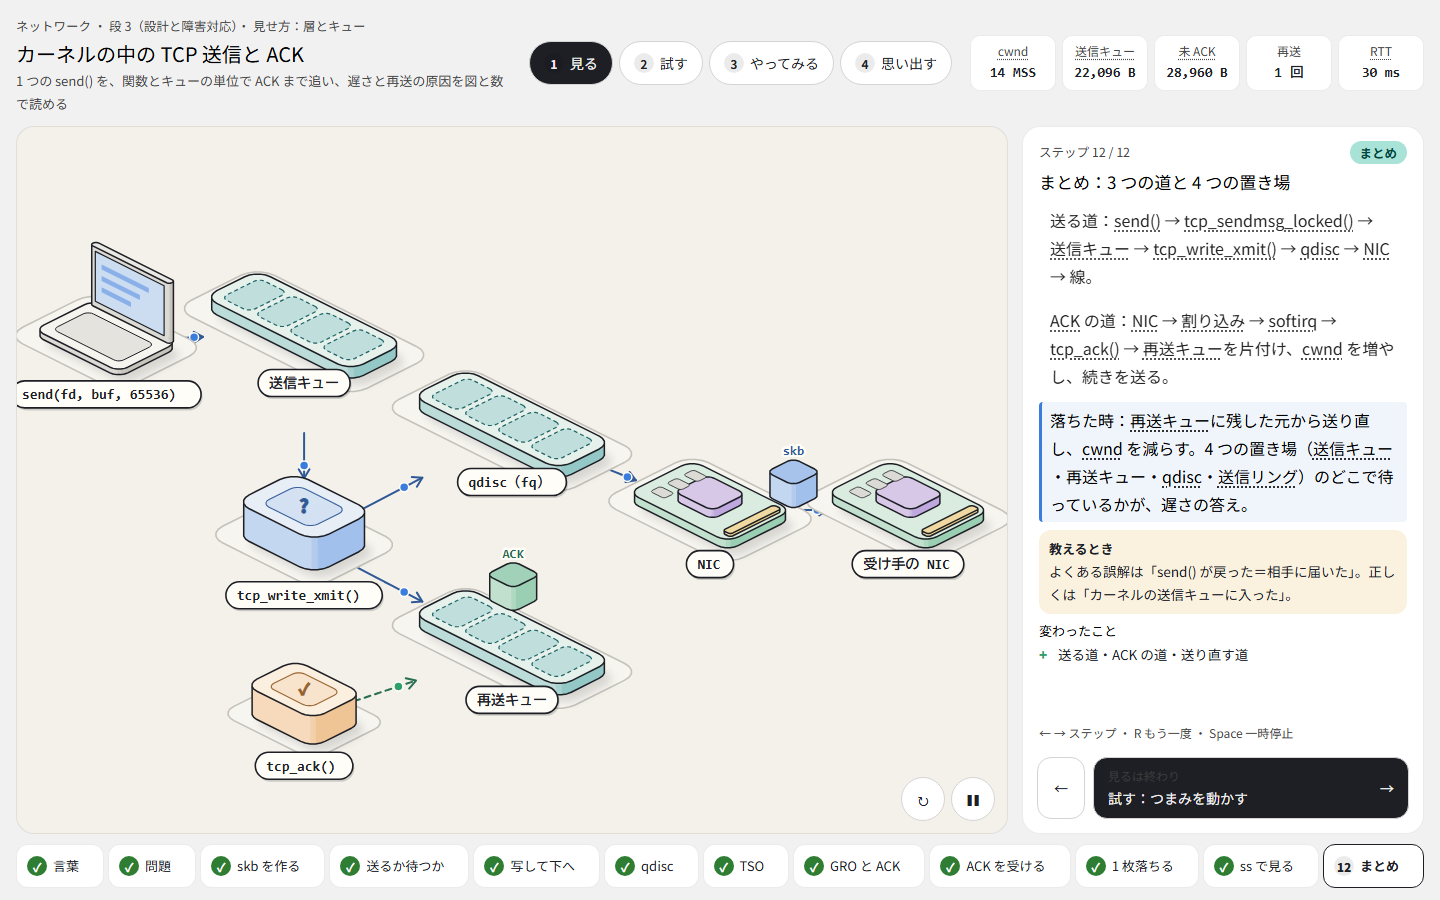 ネットワーク ・ 段 3（設計と障害対応）・ 見せ方：層とキュー
カーネルの中の TCP 送信と ACK
1 つの send() を、関数とキューの単位で ACK まで追い、遅さと再送の原因を図と数
で読める
1 見る
2 試す
3 やってみる
4 思い出す
cwnd
14 MSS
送信キュー
22,096 B
未 ACK
28,960 B
再送
1 回
RTT
30 ms
send(fd, buf, 65536)
送信キュー
qdisc (fq)
?
tcp_write_xmit()
skb
NIC
受け手の NIC
ACK
再送キュー
tcp_ack()
ステップ 12 / 12
まとめ
まとめ：3 つの道と 4 つの置き場
送る道：send() → tcp_sendmsg_locked() →
送信キュー → tcp_write_xmit() → qdisc → NIC
→ 線。
ACK の道：NIC → 割り込み → softirq →
tcp_ack() → 再送キューを片付け、cwnd を増や
し、続きを送る。
落ちた時：再送キューに残した元から送り直
し、cwnd を減らす。4 つの置き場（送信キュー
・再送キュー・qdisc・送信リング）のどこで待
っているかが、遅さの答え。
教えるとき
よくある誤解は「send() が戻った＝相手に届いた」。正し
くは「カーネルの送信キューに入った」。
変わったこと
+ 送る道・ACK の道・送り直す道
← → ステップ ・ R もう一度 ・ Space 一時停止
←
見るは終わり
試す：つまみを動かす →
言葉
問題
skb を作る
送るか待つか
写して下へ
qdisc
TSO
GRO と ACK
ACK を受ける
1 枚落ちる
ss で見る
12 まとめ